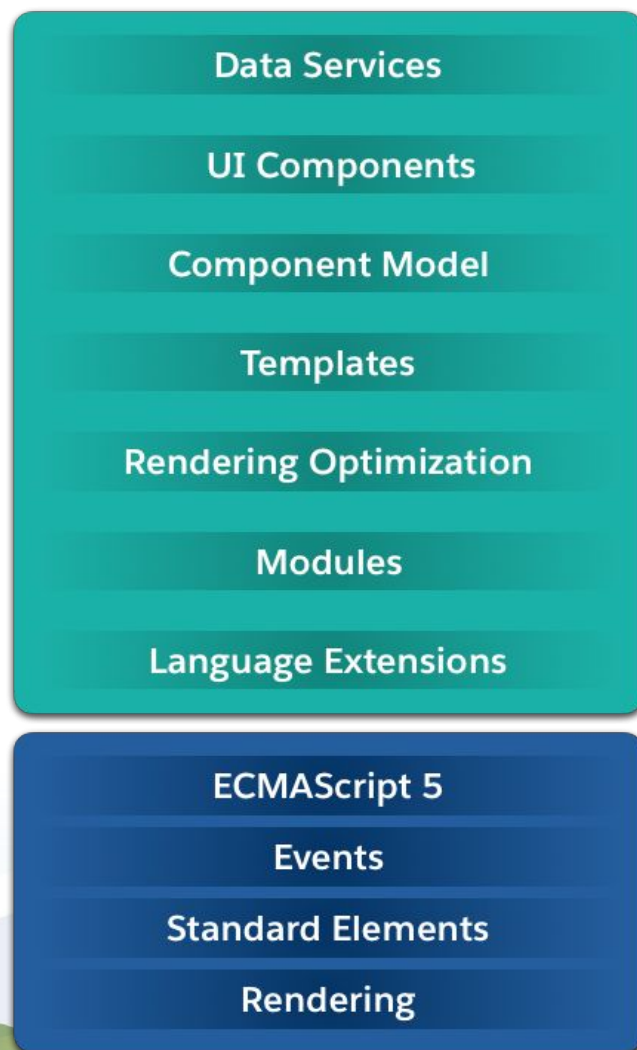 Data Services
UI Components
Component Model
Templates
Rendering Optimization
Modules
Language Extensions
ECMAScript 5
Events
Standard Elements
Rendering